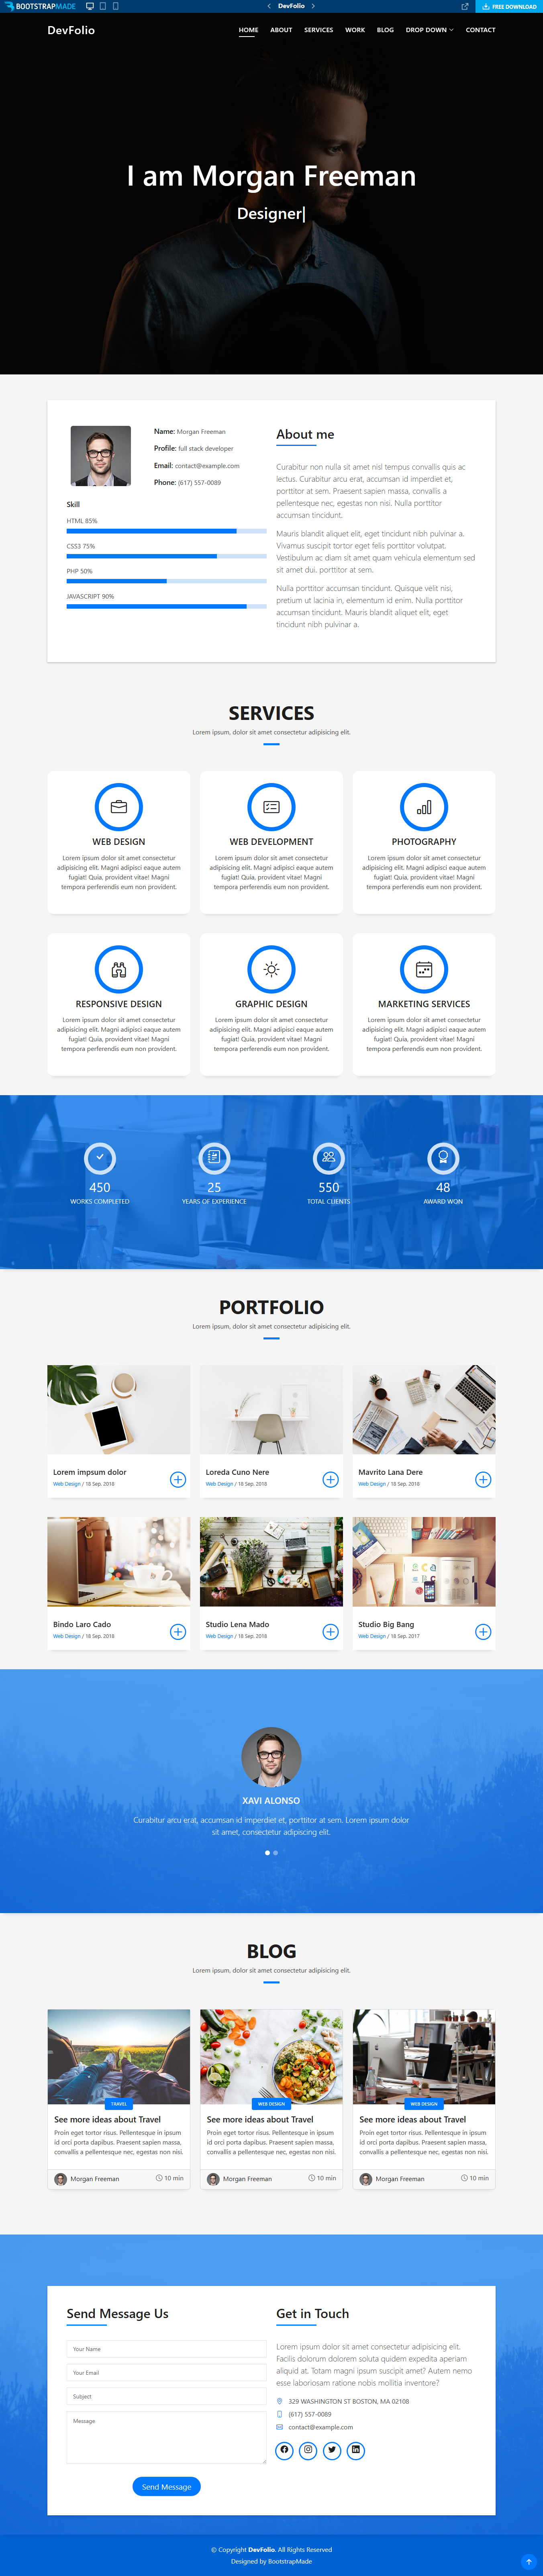 BOOTSTRAPMADE
DevFolio
FREE DOWNLOAD
DevFolio
HOME ABOUT SERVICES WORK BLOG DROP DOWN CONTACT
I am Morgan Freeman
Designer|
Name: Morgan Freeman
Profile: full stack developer
Email: contact@example.com
Phone: (617) 557-0089
Skill
HTML 85%
CSS3 75%
PHP 50%
JAVASCRIPT 90%
About me
Curabitur non nulla sit amet nisl tempus convallis quis ac
lectus. Curabitur arcu erat, accumsan id imperdiet et,
porttitor at sem. Praesent sapien massa, convallis a
pellentesque nec, egestas non nisi. Nulla porttitor
accumsan tincidunt.
Mauris blandit aliquet elit, eget tincidunt nibh pulvinar a.
Vivamus suscipit tortor eget felis porttitor volutpat.
Vestibulum ac diam sit amet quam vehicula elementum sed
sit amet dui. porttitor at sem.
Nulla porttitor accumsan tincidunt. Quisque velit nisi,
pretium ut lacinia in, elementum id enim. Nulla porttitor
accumsan tincidunt. Mauris blandit aliquet elit, eget
tincidunt nibh pulvinar a.
SERVICES
Lorem ipsum, dolor sit amet consectetur adipisicing elit.
WEB DESIGN
Lorem ipsum dolor sit amet consectetur
adipisicing elit. Magni adipisci eaque autem
fugiat! Quia, provident vitae! Magni
tempora perferendis eum non provident.
WEB DEVELOPMENT
Lorem ipsum dolor sit amet consectetur
adipisicing elit. Magni adipisci eaque autem
fugiat! Quia, provident vitae! Magni
tempora perferendis eum non provident.
PHOTOGRAPHY
Lorem ipsum dolor sit amet consectetur
adipisicing elit. Magni adipisci eaque autem
fugiat! Quia, provident vitae! Magni
tempora perferendis eum non provident.
RESPONSIVE DESIGN
Lorem ipsum dolor sit amet consectetur
adipisicing elit. Magni adipisci eaque autem
fugiat! Quia, provident vitae! Magni
tempora perferendis eum non provident.
GRAPHIC DESIGN
Lorem ipsum dolor sit amet consectetur
adipisicing elit. Magni adipisci eaque autem
fugiat! Quia, provident vitae! Magni
tempora perferendis eum non provident.
MARKETING SERVICES
Lorem ipsum dolor sit amet consectetur
adipisicing elit. Magni adipisci eaque autem
fugiat! Quia, provident vitae! Magni
tempora perferendis eum non provident.
450
WORKS COMPLETED
25
YEARS OF EXPERIENCE
550
TOTAL CLIENTS
48
AWARD WON
PORTFOLIO
Lorem ipsum, dolor sit amet consectetur adipisicing elit.
Lorem impsum dolor
Web Design / 18 Sep. 2018
Loreda Cuno Nere
Web Design / 18 Sep. 2018
Mavrito Lana Dere
Web Design / 18 Sep. 2018
Bindo Laro Cado
Web Design / 18 Sep. 2018
Studio Lena Mado
Web Design / 18 Sep. 2018
Studio Big Bang
Web Design / 18 Sep. 2017
XAVI ALONSO
Curabitur arcu erat, accumsan id imperdiet et, porttitor at sem. Lorem ipsum dolor
sit amet, consectetur adipiscing elit.
BLOG
Lorem ipsum, dolor sit amet consectetur adipisicing elit.
TRAVEL
See more ideas about Travel
Proin eget tortor risus. Pellentesque in ipsum
id orci porta dapibus. Praesent sapien massa,
convallis a pellentesque nec, egestas non nisi.
Morgan Freeman 10 min
WEB DESIGN
See more ideas about Travel
Proin eget tortor risus. Pellentesque in ipsum
id orci porta dapibus. Praesent sapien massa,
convallis a pellentesque nec, egestas non nisi.
Morgan Freeman 10 min
WEB DESIGN
See more ideas about Travel
Proin eget tortor risus. Pellentesque in ipsum
id orci porta dapibus. Praesent sapien massa,
convallis a pellentesque nec, egestas non nisi.
Morgan Freeman 10 min
Send Message Us
Your Name
Your Email
Subject
Message
Send Message
Get in Touch
Lorem ipsum dolor sit amet consectetur adipisicing elit.
Facilis dolorum dolorem soluta quidem expedita aperiam
aliquid at. Totam magni ipsum suscipit amet? Autem nemo
esse laboriosam ratione nobis mollitia inventore?
329 WASHINGTON ST BOSTON, MA 02108
(617) 557-0089
contact@example.com
© Copyright DevFolio. All Rights Reserved
Designed by BootstrapMade